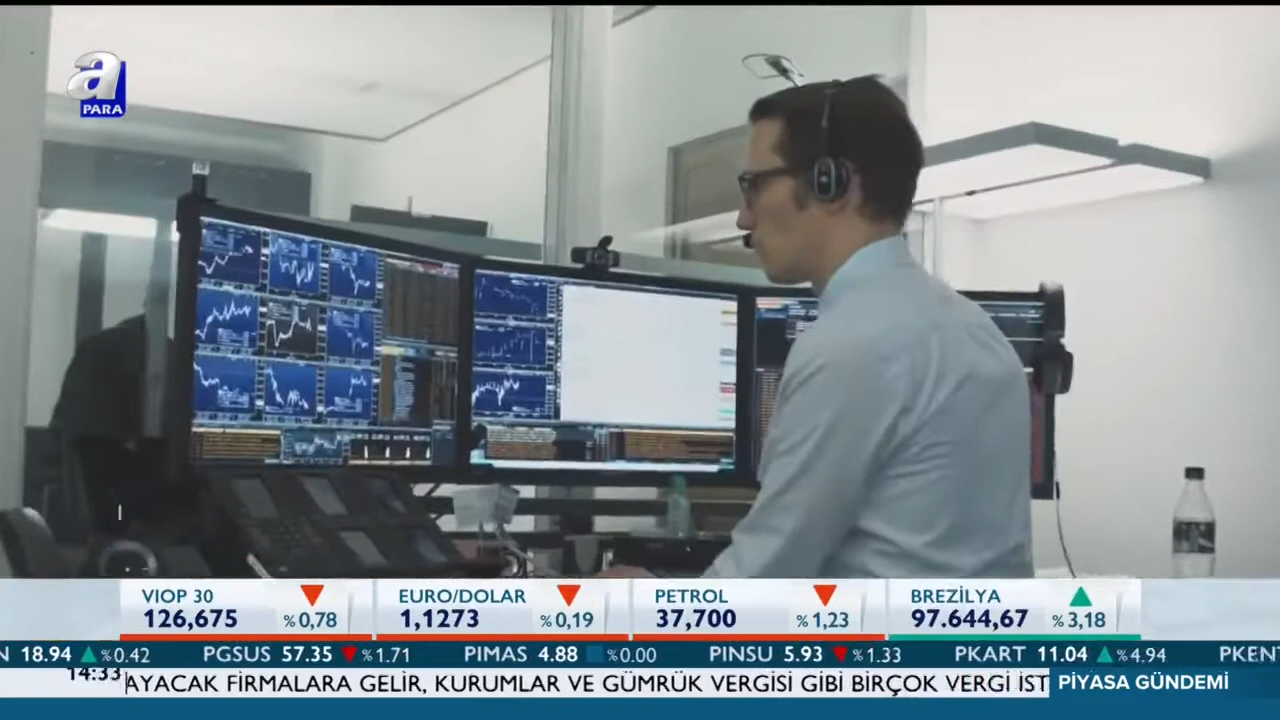 a
PARA
VIOP 30
126,675
%0,78
EURO/DOLAR
1,1273
%0,19
PETROL
37,700
%1,23
BREZİLYA
97.644,67
%3,18
N 18.94 %0.42 PGSUS 57.35 %1.71 PIMAS 4.88 %0.00 PINSU 5.93 %1.33 PKART 11.04 %4.94 PKEN
14:33
AYACAK FİRMALARA GELİR, KURUMLAR VE GÜMRÜK VERGİSİ GİBİ BİRÇOK VERGİ İST
PİYASA GÜNDEMİ